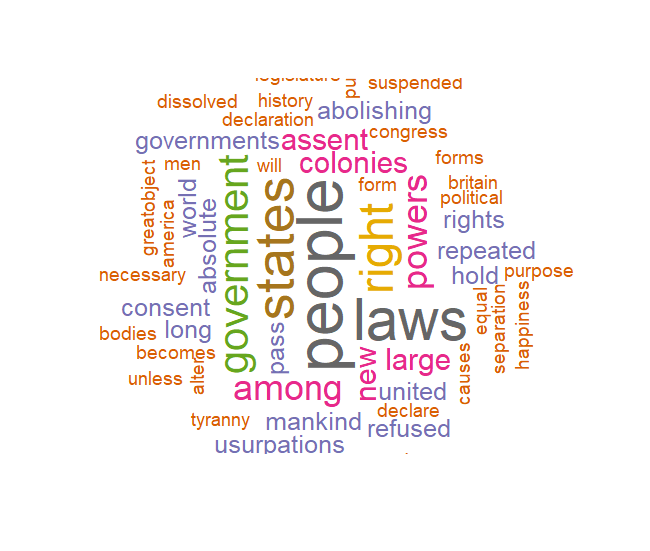 legislature
pu
suspended
dissolved
history
abolishing
declaration
governments
assent
congress
colonies
forms
men
will
form
britain
political
great
object
america
world
absolute
government
states
people
right
powers
rights
repeated
hold
purpose
necessary
consent
long
bodies
becomes
unless
alter
pass
laws
equal
separation
happiness
among
new
large
causes
united
declare
tyranny
mankind
refused
usurpations